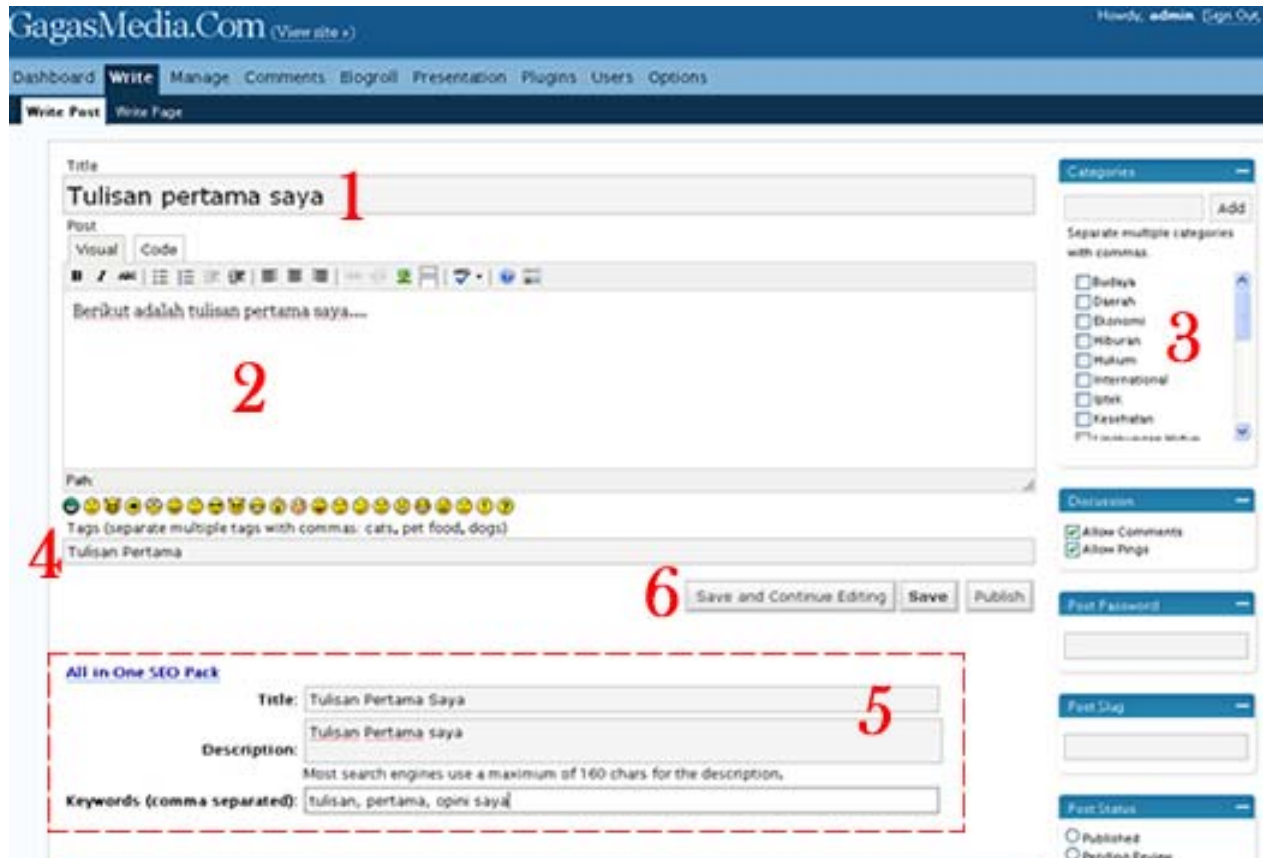 GagasMedia.Com (View site »)
Howdy, admin. [Sign Out,
Dashboard Write Manage Comments Blogroll Presentation Plugins Users Options
Write Post Write Page
Title
Tulisan pertama saya
1
Post
Visual Code
B I ABC
Berikut adalah tulisan pertama saya....
2
Path:
Tags (separate multiple tags with commas: cats, pet food, dogs)
4
Tulisan Pertama
6
Save and Continue Editing Save Publish
All in One SEO Pack
5
Title: Tulisan Pertama Saya
Description: Tulisan Pertama saya
Most search engines use a maximum of 160 chars for the description.
Keywords (comma separated): tulisan, pertama, opini saya
Categories
Add
Separate multiple categories
with commas.
Budaya
Daerah
Ekonomi
Hiburan
3
Hukum
International
Iptek
Kesehatan
Lingkungan Hidup
Discussion
Allow Comments
Allow Pings
Post Password
Post Slug
Post Status
Published
Pending Review